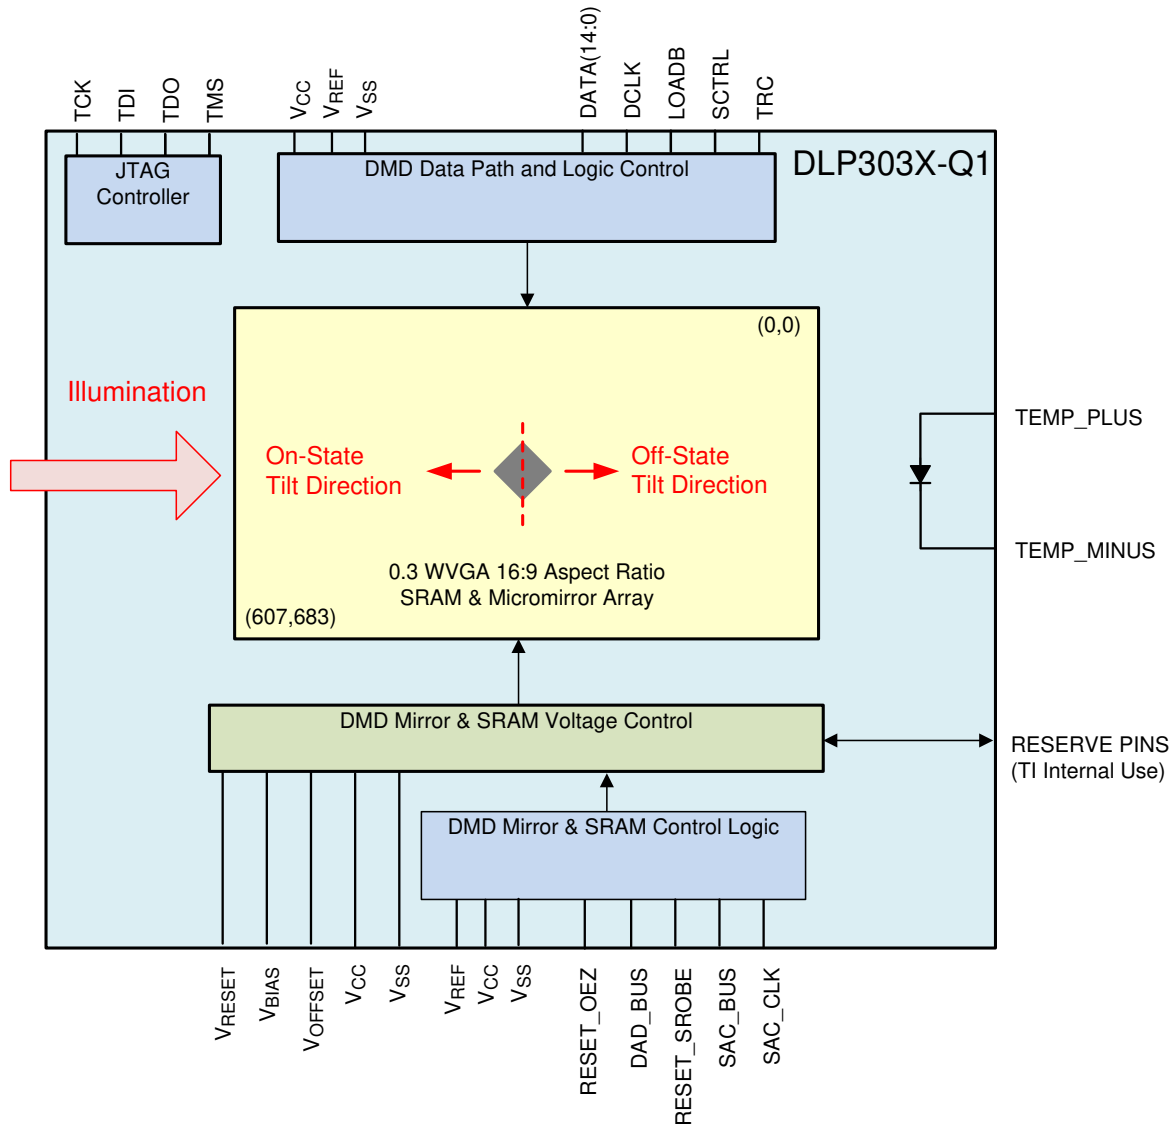 TCK
TDI
TDO
TMS
VCC
VREF
VSS
DATA(14:0)
DCLK
LOADB
SCTRL
TRC
JTAG
Controller
DMD Data Path and Logic Control
DLP303X-Q1
(0,0)
Illumination
On-State
Tilt Direction
Off-State
Tilt Direction
TEMP_PLUS
TEMP_MINUS
0.3 WVGA 16:9 Aspect Ratio
SRAM & Micromirror Array
(607,683)
DMD Mirror & SRAM Voltage Control
RESERVE PINS
(TI Internal Use)
DMD Mirror & SRAM Control Logic
VRESET
VBIAS
VOFFSET
VCC
VSS
VREF
VCC
VSS
RESET_OEZ
DAD_BUS
RESET_SROBE
SAC_BUS
SAC_CLK